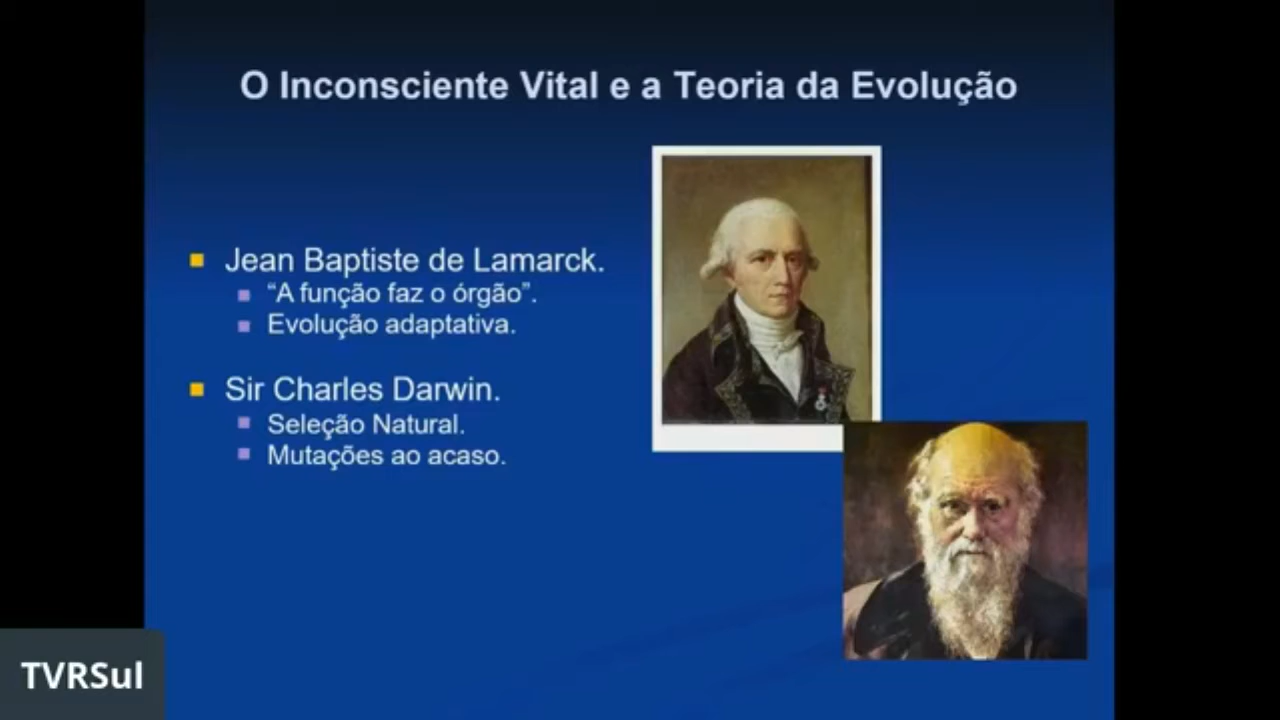 O Inconsciente Vital e a Teoria da Evolução
Jean Baptiste de Lamarck.
“A função faz o órgão”.
Evolução adaptativa.
Sir Charles Darwin.
Seleção Natural.
Mutações ao acaso.
TVRSul